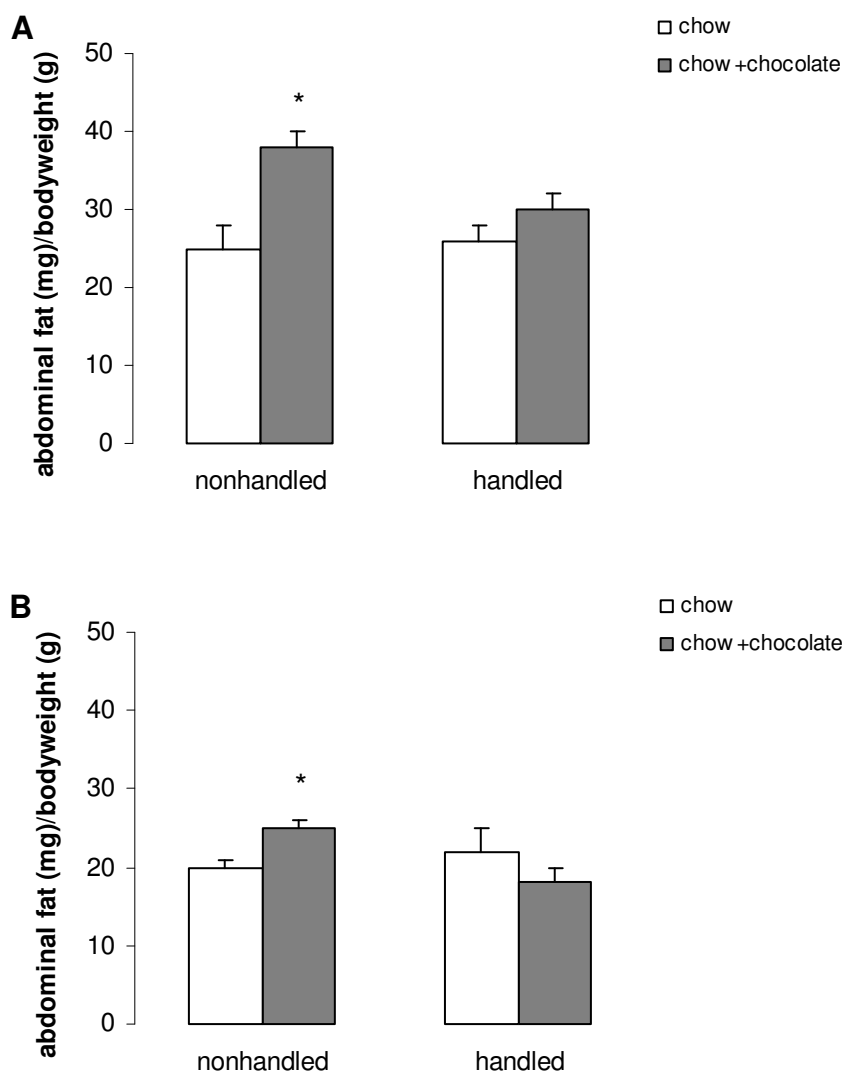 A
chow
chow +chocolate
abdominal fat (mg)/bodyweight (g)
50
40
30
20
10
0
*
nonhandled
handled
B
chow
chow +chocolate
abdominal fat (mg)/bodyweight (g)
50
40
30
20
10
0
*
nonhandled
handled